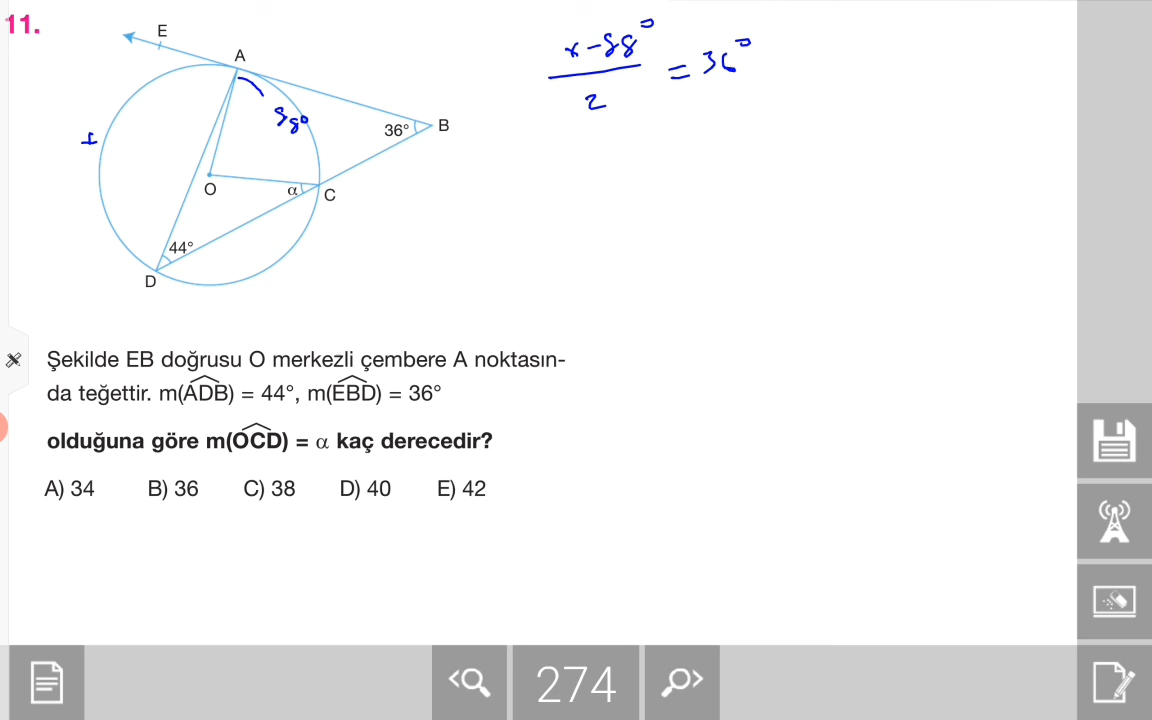 11.
E
A
x - 88°
____ = 36°
2
88°
x
36°
B
O
α
C
44°
D
Şekilde EB doğrusu O merkezli çembere A noktasın-
da teğettir. m(ADB) = 44°, m(EBD) = 36°
olduğuna göre m(OCD) = α kaç derecedir?
A) 34 B) 36 C) 38 D) 40 E) 42
274